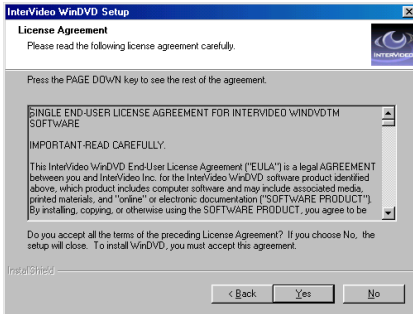 InterVideo WinDVD Setup
License Agreement
Please read the following license agreement carefully.
INTERVIDEO
Press the PAGE DOWN key to see the rest of the agreement.
SINGLE END-USER LICENSE AGREEMENT FOR INTERVIDEO WINDVDTM
SOFTWARE
IMPORTANT-READ CAREFULLY.
This InterVideo WinDVD End-User License Agreement ("EULA") is a legal AGREEMENT
between you and InterVideo Inc. for the InterVideo WinDVD software product identified
above, which product includes computer software and may include associated media,
printed materials, and "online" or electronic documentation ("SOFTWARE PRODUCT").
By installing, copying, or otherwise using the SOFTWARE PRODUCT, you agree to be
Do you accept all the terms of the preceding License Agreement? If you choose No, the
setup will close. To install WinDVD, you must accept this agreement.
InstallShield
< Back
Yes
No